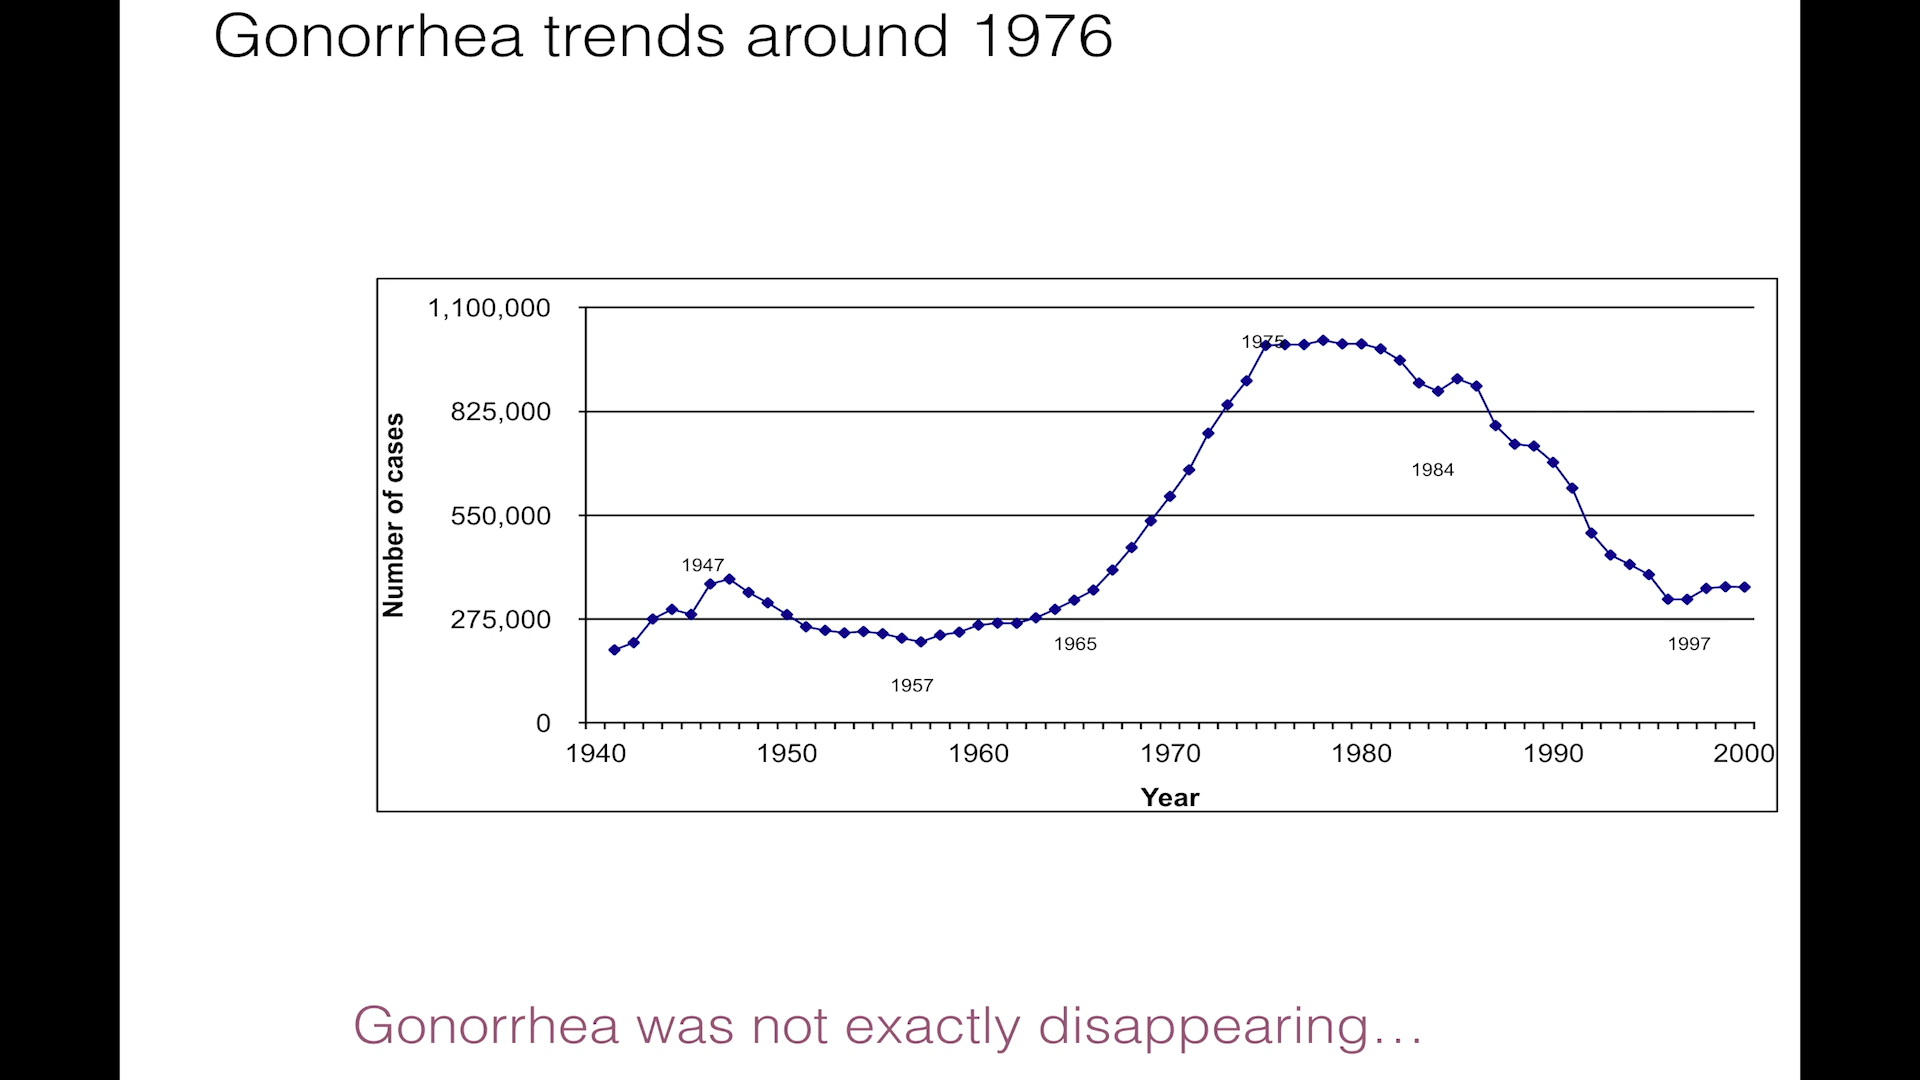 Gonorrhea trends around 1976
1,100,000
1975
825,000
1984
550,000
1947
275,000
1965
1997
1957
0
Number of cases
1940 1950 1960 1970 1980 1990 2000
Year
Gonorrhea was not exactly disappearing…